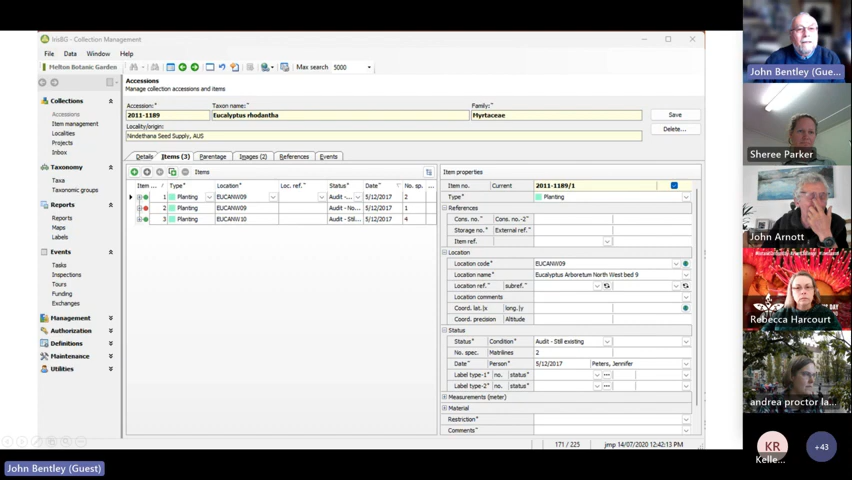 IrisBG - Collection Management
File Data Window Help
Melton Botanic Garden
Max search 5000
Collections
Accessions
Item management
Localities
Projects
Inbox
Taxonomy
Taxa
Taxonomic groups
Reports
Reports
Maps
Labels
Events
Tasks
Inspections
Tours
Funding
Exchanges
Management
Authorization
Definitions
Maintenance
Utilities
Accessions
Manage collection accessions and items
Accession:* Taxon name:* Family:*
2011-1189 Eucalyptus rhodantha Myrtaceae
Locality/origin:
Nindethana Seed Supply, AUS
Save
Delete...
Details Items (3) Parentage Images (2) References Events
Items
Item ... Type* Location* Loc. ref.* Status* Date* No. sp. ...
1 Planting EUCANW09 Audit -... 5/12/2017 2
2 Planting EUCANW09 Audit - No... 5/12/2017 1
3 Planting EUCANW10 Audit - Stil... 5/12/2017 4
Item properties
Item no. Current 2011-1189/1
Type* Planting
References
Cons. no.* Cons. no.-2*
Storage no.* External ref.*
Item ref.
Location
Location code* EUCANW09
Location name* Eucalyptus Arboretum North West bed 9
Location ref.* subref.*
Location comments
Coord. lat.|x long.|y
Coord. precision Altitude
Status
Status* Condition* Audit - Still existing
No. spec. Matrilines 2
Date* Person* 5/12/2017 Peters, Jennifer
Label type-1* no. status*
Label type-2* no. status*
Measurements (meter)
Material
Restriction*
Comments*
171 / 225 jmp 14/07/2020 12:42:13 PM
John Bentley (Gue...
Sheree Parker
John Arnott
Rebecca Harcourt
andrea proctor la...
KR
Kelle...
+43
John Bentley (Guest)